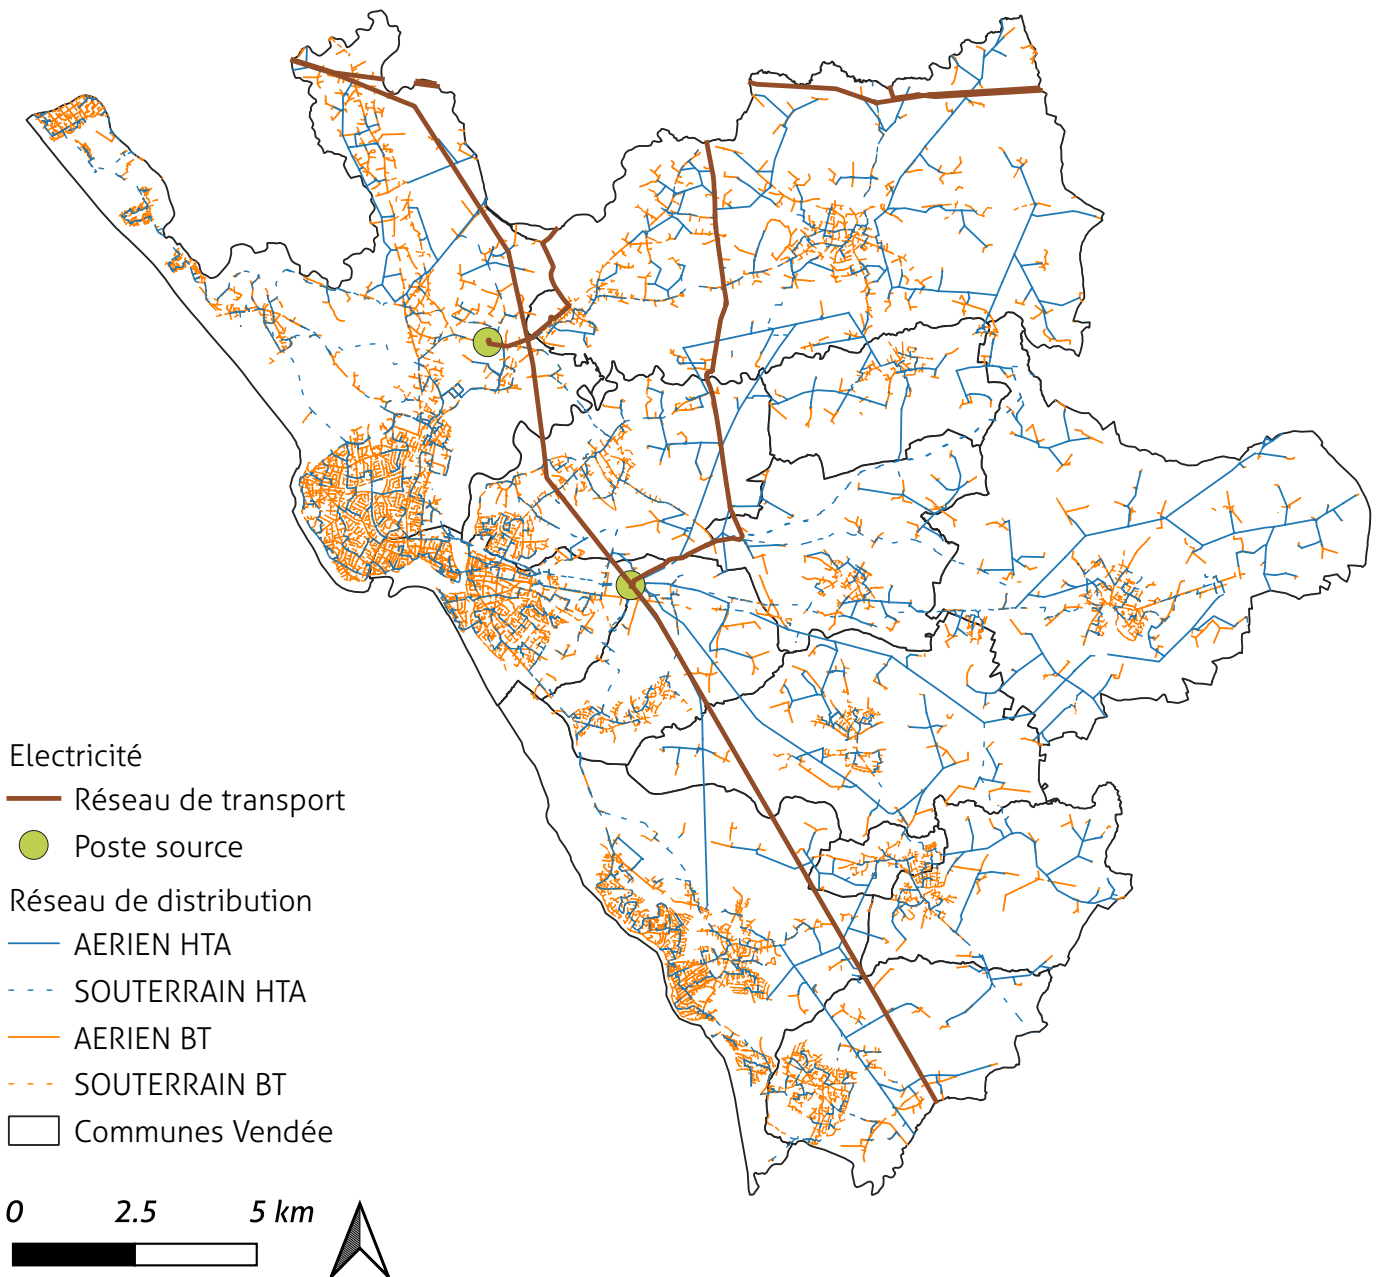 Electricité
Réseau de transport
Poste source
Réseau de distribution
AERIEN HTA
SOUTERRAIN HTA
AERIEN BT
SOUTERRAIN BT
Communes Vendée
0 2.5 5 km